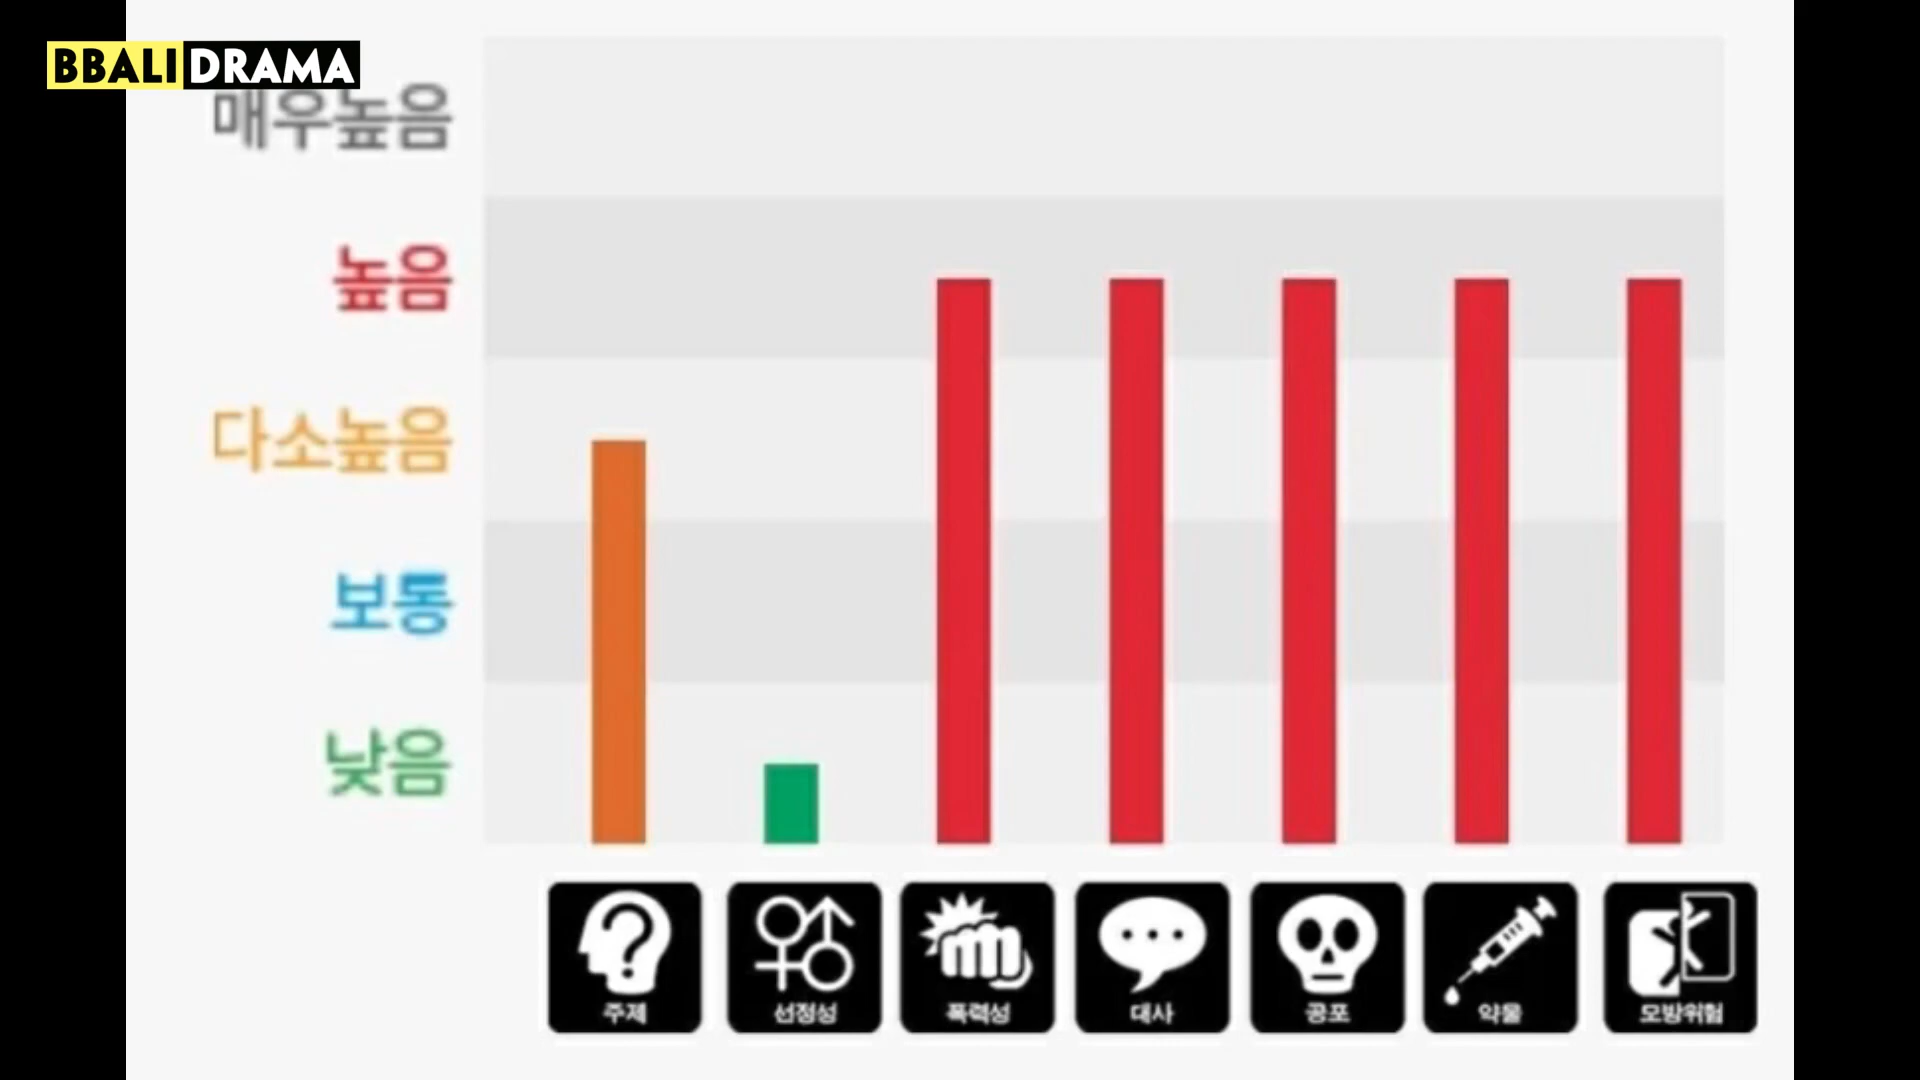 BBALI DRAMA
매우높음
높음
다소높음
보통
낮음
주제 선정성 폭력성 대사 공포 약물 모방위험